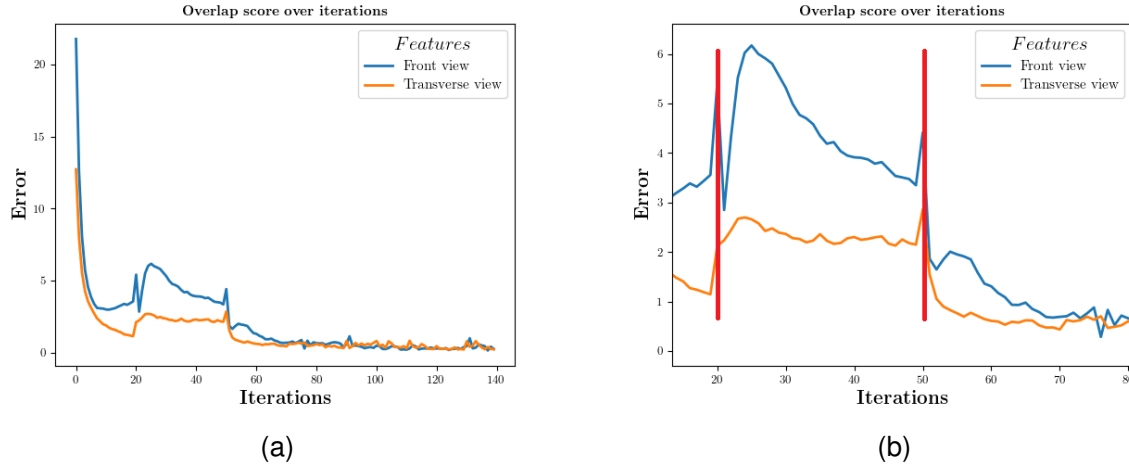 Overlap score over iterations
Features
Front view
Transverse view
20
15
10
5
0
Error
0 20 40 60 80 100 120 140
Iterations
(a)
Overlap score over iterations
Features
Front view
Transverse view
6
5
4
3
2
1
0
Error
20 30 40 50 60 70 80
Iterations
(b)